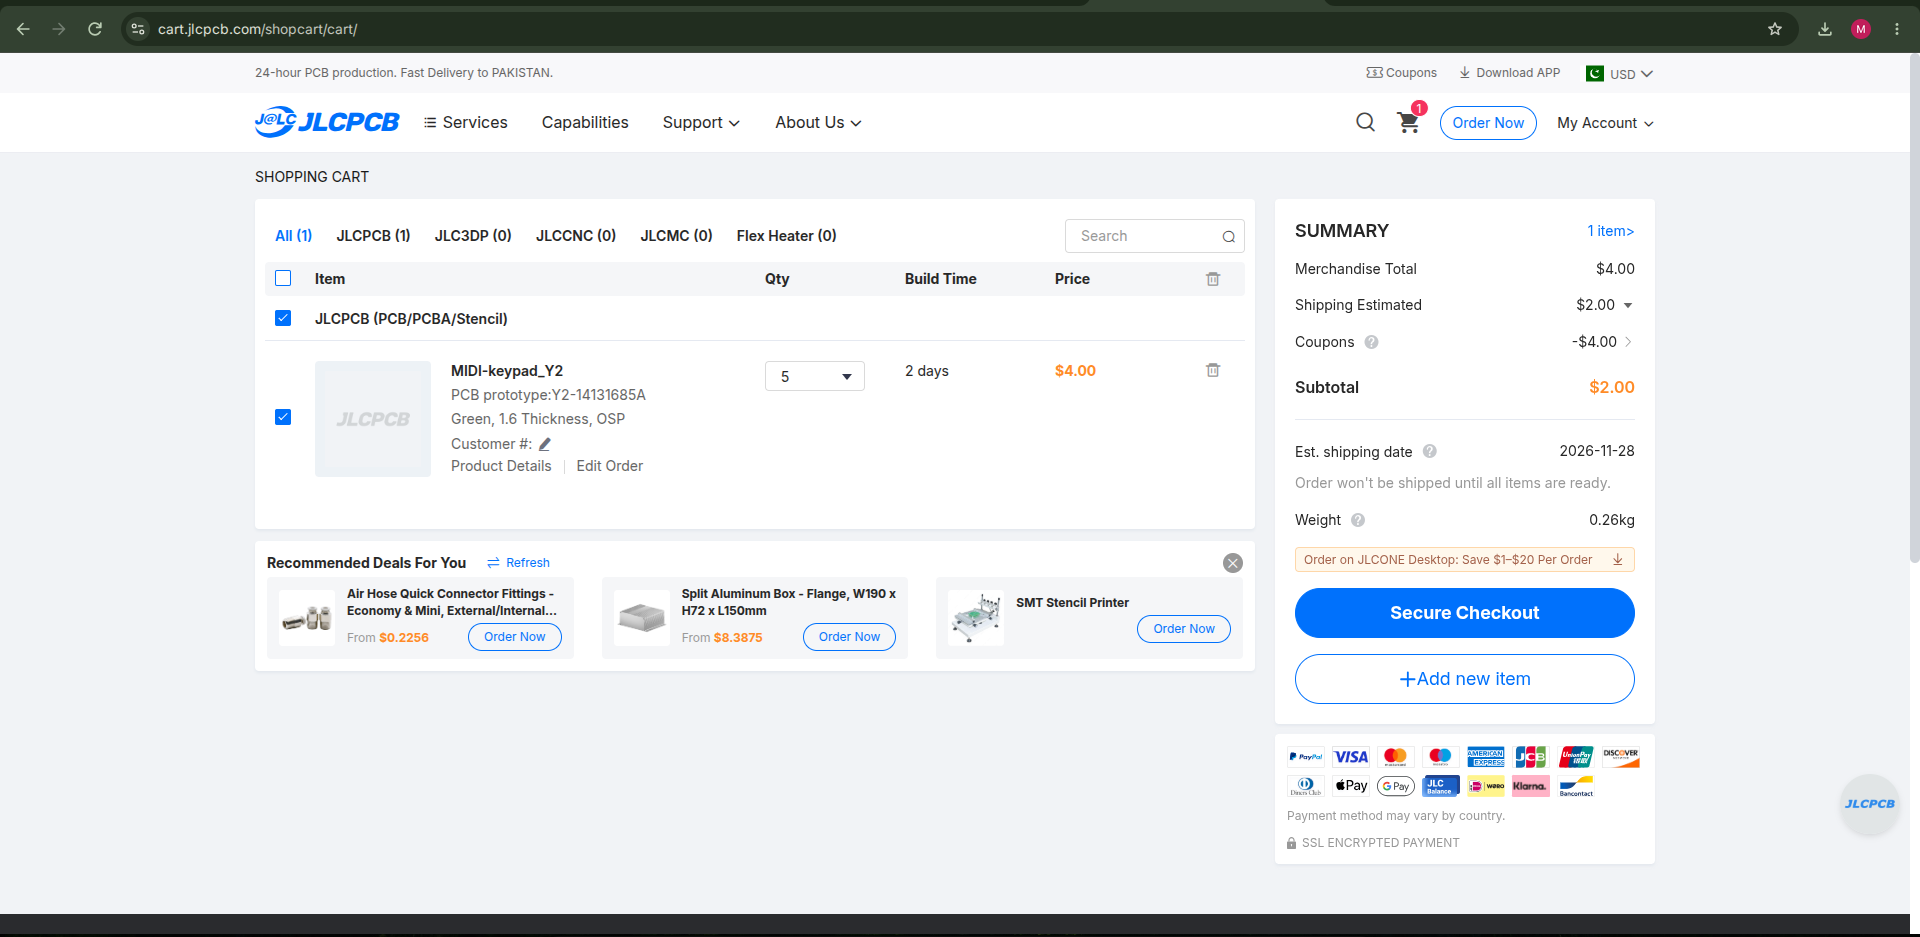 cart.jlcpcb.com/shopcart/cart/
M
24-hour PCB production. Fast Delivery to PAKISTAN.
Coupons
Download APP
USD
J@LC JLCPCB
Services
Capabilities
Support
About Us
1
Order Now
My Account
SHOPPING CART
All (1)
JLCPCB (1)
JLC3DP (0)
JLCCNC (0)
JLCMC (0)
Flex Heater (0)
Search
Item
Qty
Build Time
Price
JLCPCB (PCB/PCBA/Stencil)
JLCPCB
MIDI-keypad_Y2
PCB prototype:Y2-14131685A
Green, 1.6 Thickness, OSP
Customer #:
Product Details
Edit Order
5
2 days
$4.00
Recommended Deals For You
Refresh
Air Hose Quick Connector Fittings -
Economy & Mini, External/Internal...
From $0.2256
Order Now
Split Aluminum Box - Flange, W190 x
H72 x L150mm
From $8.3875
Order Now
SMT Stencil Printer
Order Now
SUMMARY
1 item>
Merchandise Total
$4.00
Shipping Estimated
$2.00
Coupons
?
-$4.00
Subtotal
$2.00
Est. shipping date
?
2026-11-28
Order won't be shipped until all items are ready.
Weight
?
0.26kg
Order on JLCONE Desktop: Save $1–$20 Per Order
Secure Checkout
+Add new item
PayPal
VISA
AMERICAN EXPRESS
JCB
UnionPay
DISCOVER
Diners Club
Pay
G Pay
JLC Balance
Klarna.
Bancontact
Payment method may vary by country.
SSL ENCRYPTED PAYMENT
JLCPCB